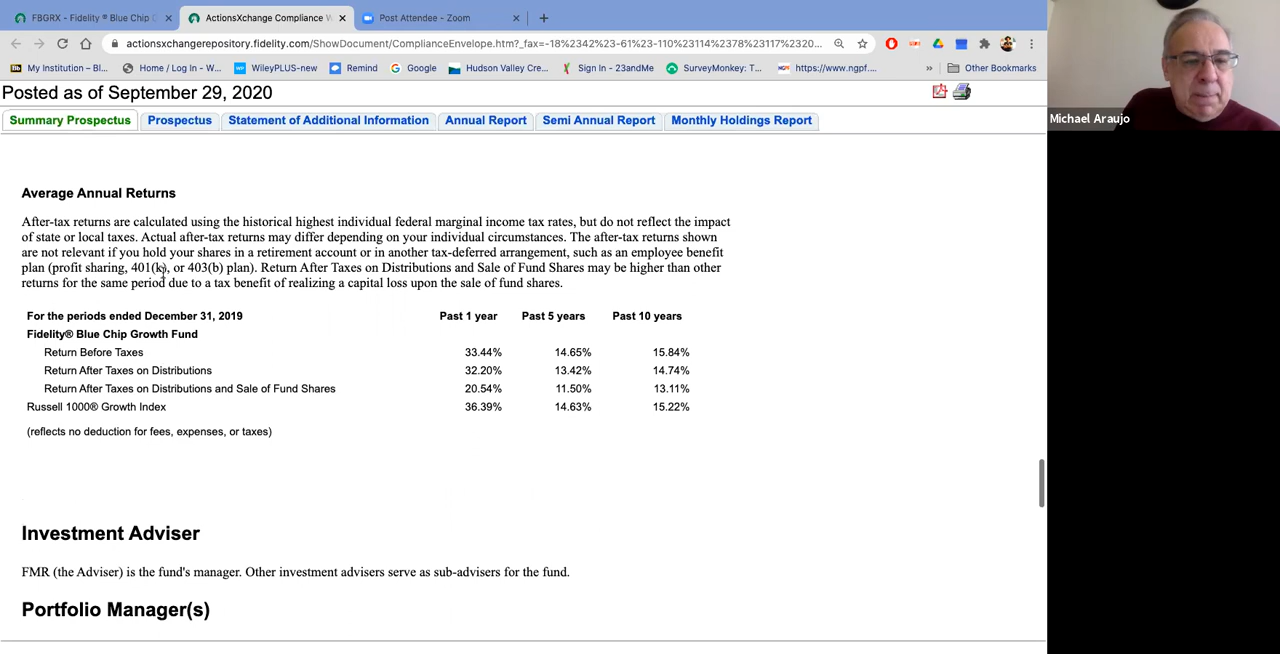 FBGRX - Fidelity ® Blue Chip C
ActionsXchange Compliance W
Post Attendee - Zoom
actionsxchangerepository.fidelity.com/ShowDocument/ComplianceEnvelope.htm?_fax=-18%2342%23-61%23-110%23114%2378%23117%2320...
My Institution – Bl...
Home / Log In - W...
WileyPLUS-new
Remind
Google
Hudson Valley Cre...
Sign In - 23andMe
SurveyMonkey: T...
https://www.ngpf....
»
Other Bookmarks
Posted as of September 29, 2020
Summary Prospectus
Prospectus
Statement of Additional Information
Annual Report
Semi Annual Report
Monthly Holdings Report
Michael Araujo
Average Annual Returns
After-tax returns are calculated using the historical highest individual federal marginal income tax rates, but do not reflect the impact
of state or local taxes. Actual after-tax returns may differ depending on your individual circumstances. The after-tax returns shown
are not relevant if you hold your shares in a retirement account or in another tax-deferred arrangement, such as an employee benefit
plan (profit sharing, 401(k), or 403(b) plan). Return After Taxes on Distributions and Sale of Fund Shares may be higher than other
returns for the same period due to a tax benefit of realizing a capital loss upon the sale of fund shares.
For the periods ended December 31, 2019 Past 1 year Past 5 years Past 10 years
Fidelity® Blue Chip Growth Fund
Return Before Taxes 33.44% 14.65% 15.84%
Return After Taxes on Distributions 32.20% 13.42% 14.74%
Return After Taxes on Distributions and Sale of Fund Shares 20.54% 11.50% 13.11%
Russell 1000® Growth Index 36.39% 14.63% 15.22%
(reflects no deduction for fees, expenses, or taxes)
Investment Adviser
FMR (the Adviser) is the fund's manager. Other investment advisers serve as sub-advisers for the fund.
Portfolio Manager(s)